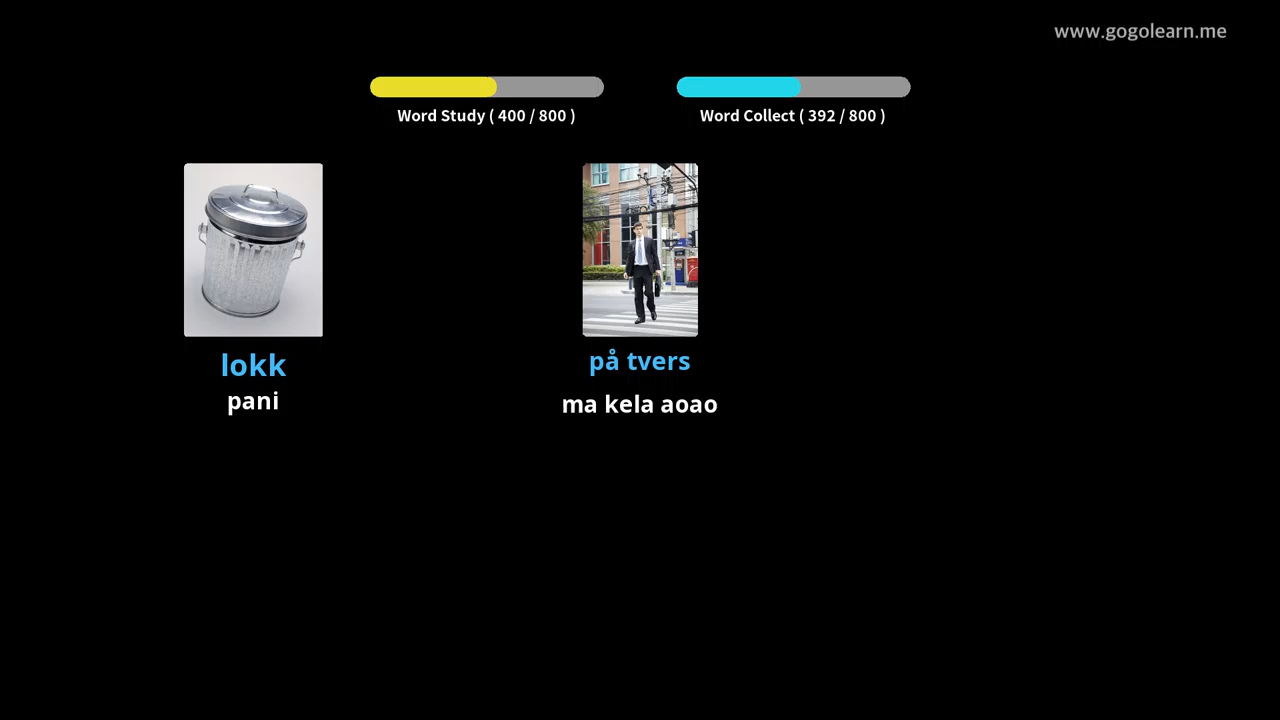 www.gogolearn.me
Word Study ( 400 / 800 )
Word Collect ( 392 / 800 )
lokk
pani
på tvers
ma kela aoao